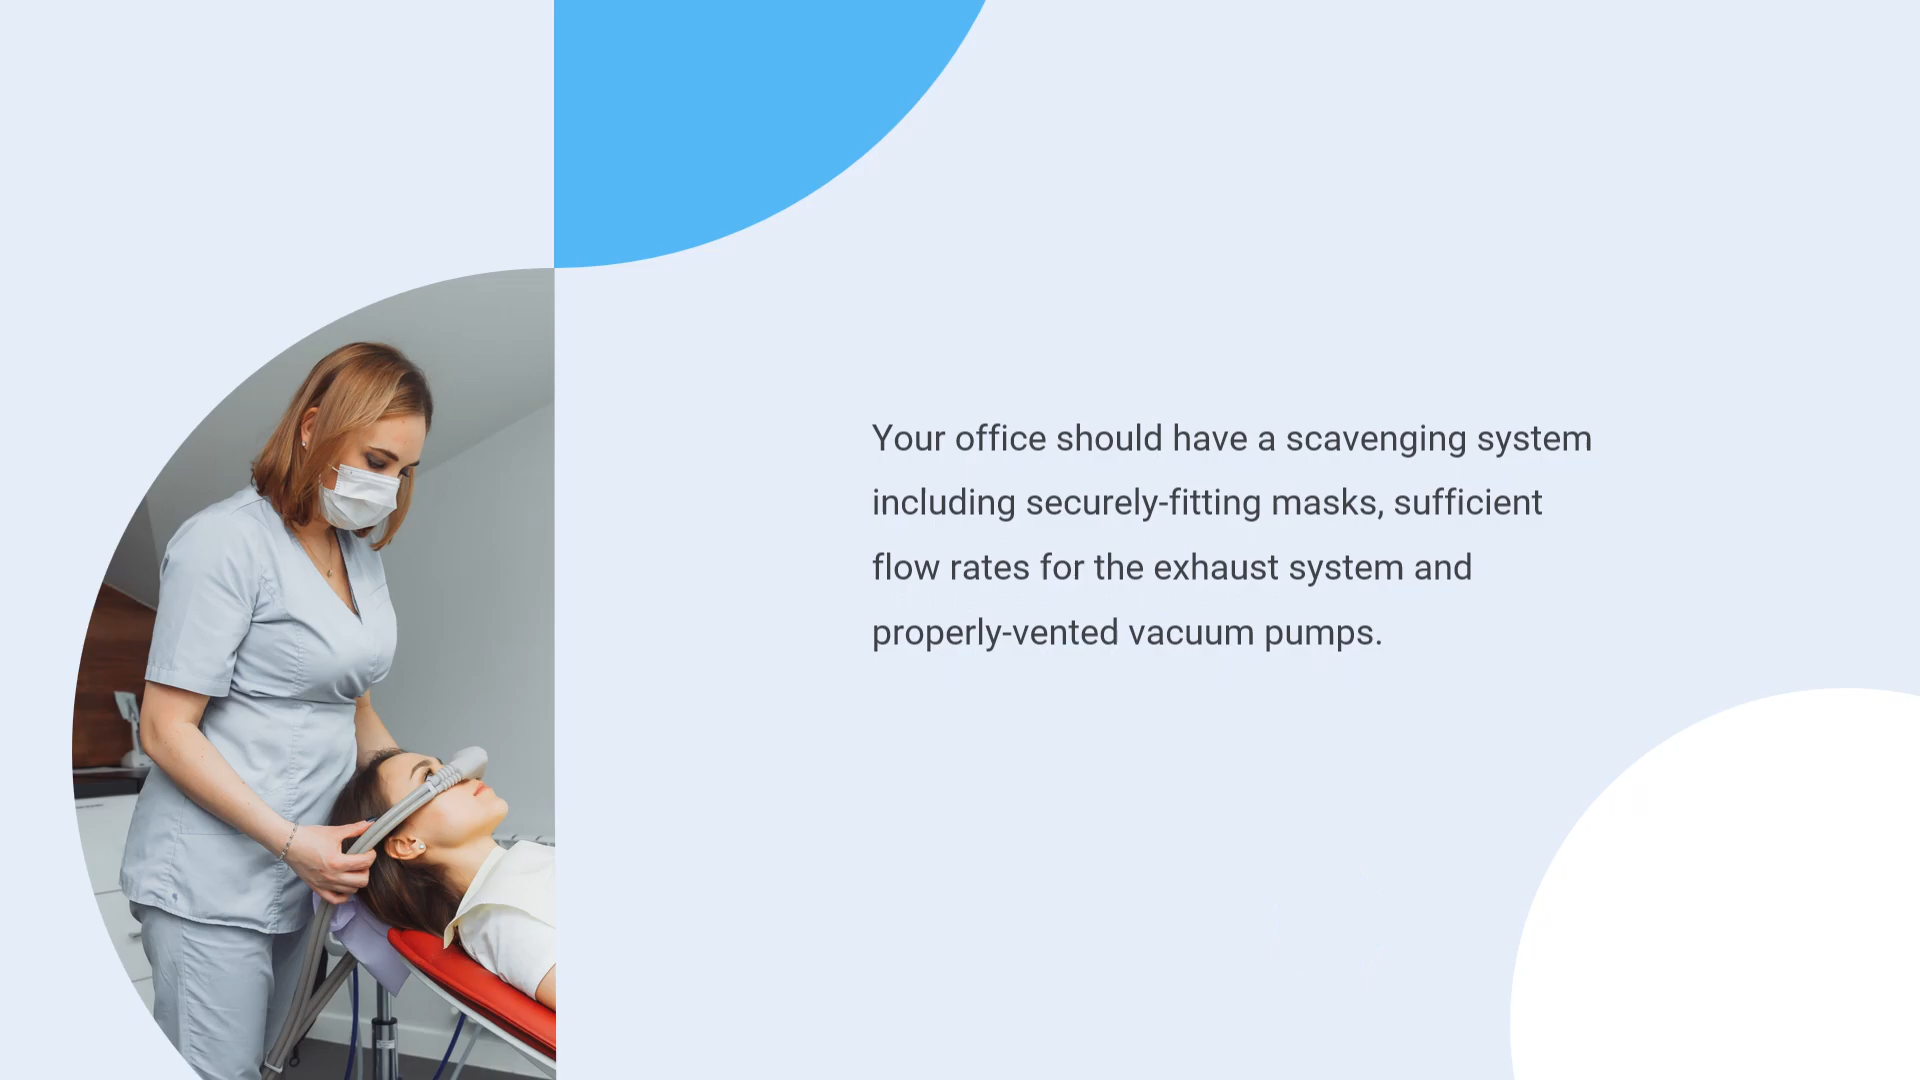 Your office should have a scavenging system
including securely-fitting masks, sufficient
flow rates for the exhaust system and
properly-vented vacuum pumps.